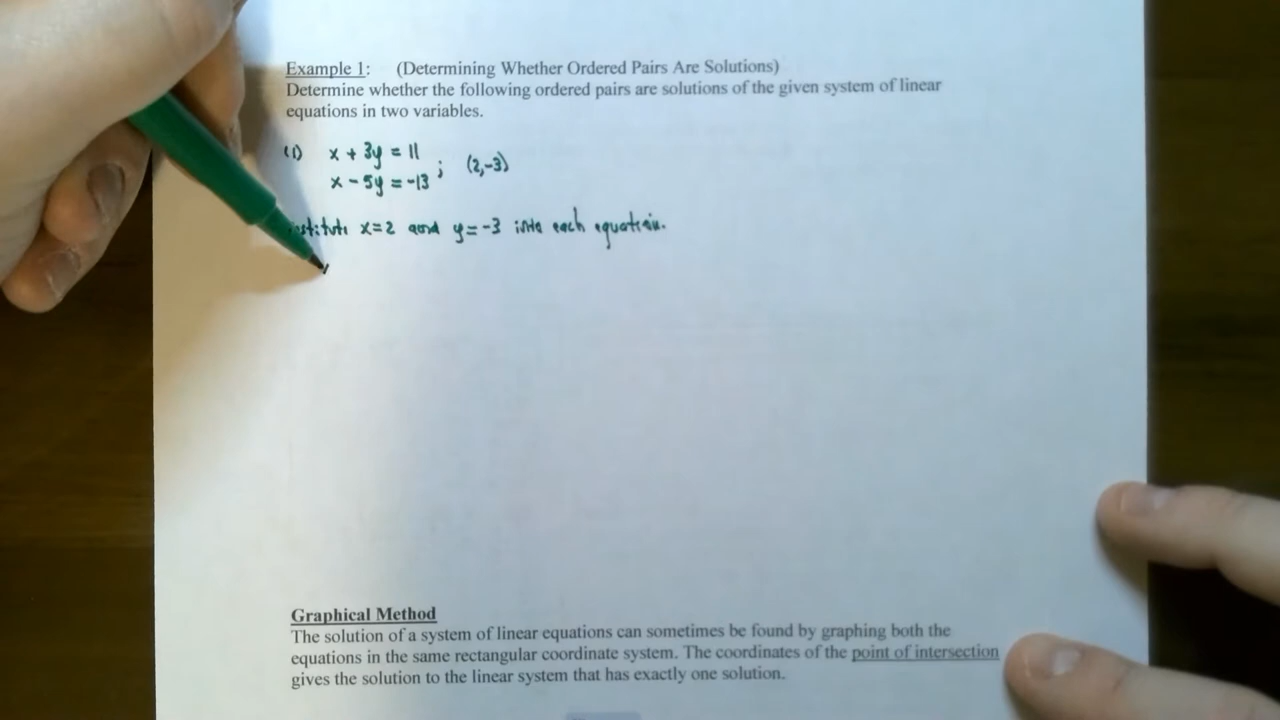 Example 1: (Determining Whether Ordered Pairs Are Solutions)
Determine whether the following ordered pairs are solutions of the given system of linear
equations in two variables.
(1) x + 3y = 11
x - 5y = -13 ; (2,-3)
x=2 and y=-3 into each equation.
Graphical Method
The solution of a system of linear equations can sometimes be found by graphing both the
equations in the same rectangular coordinate system. The coordinates of the point of intersection
gives the solution to the linear system that has exactly one solution.